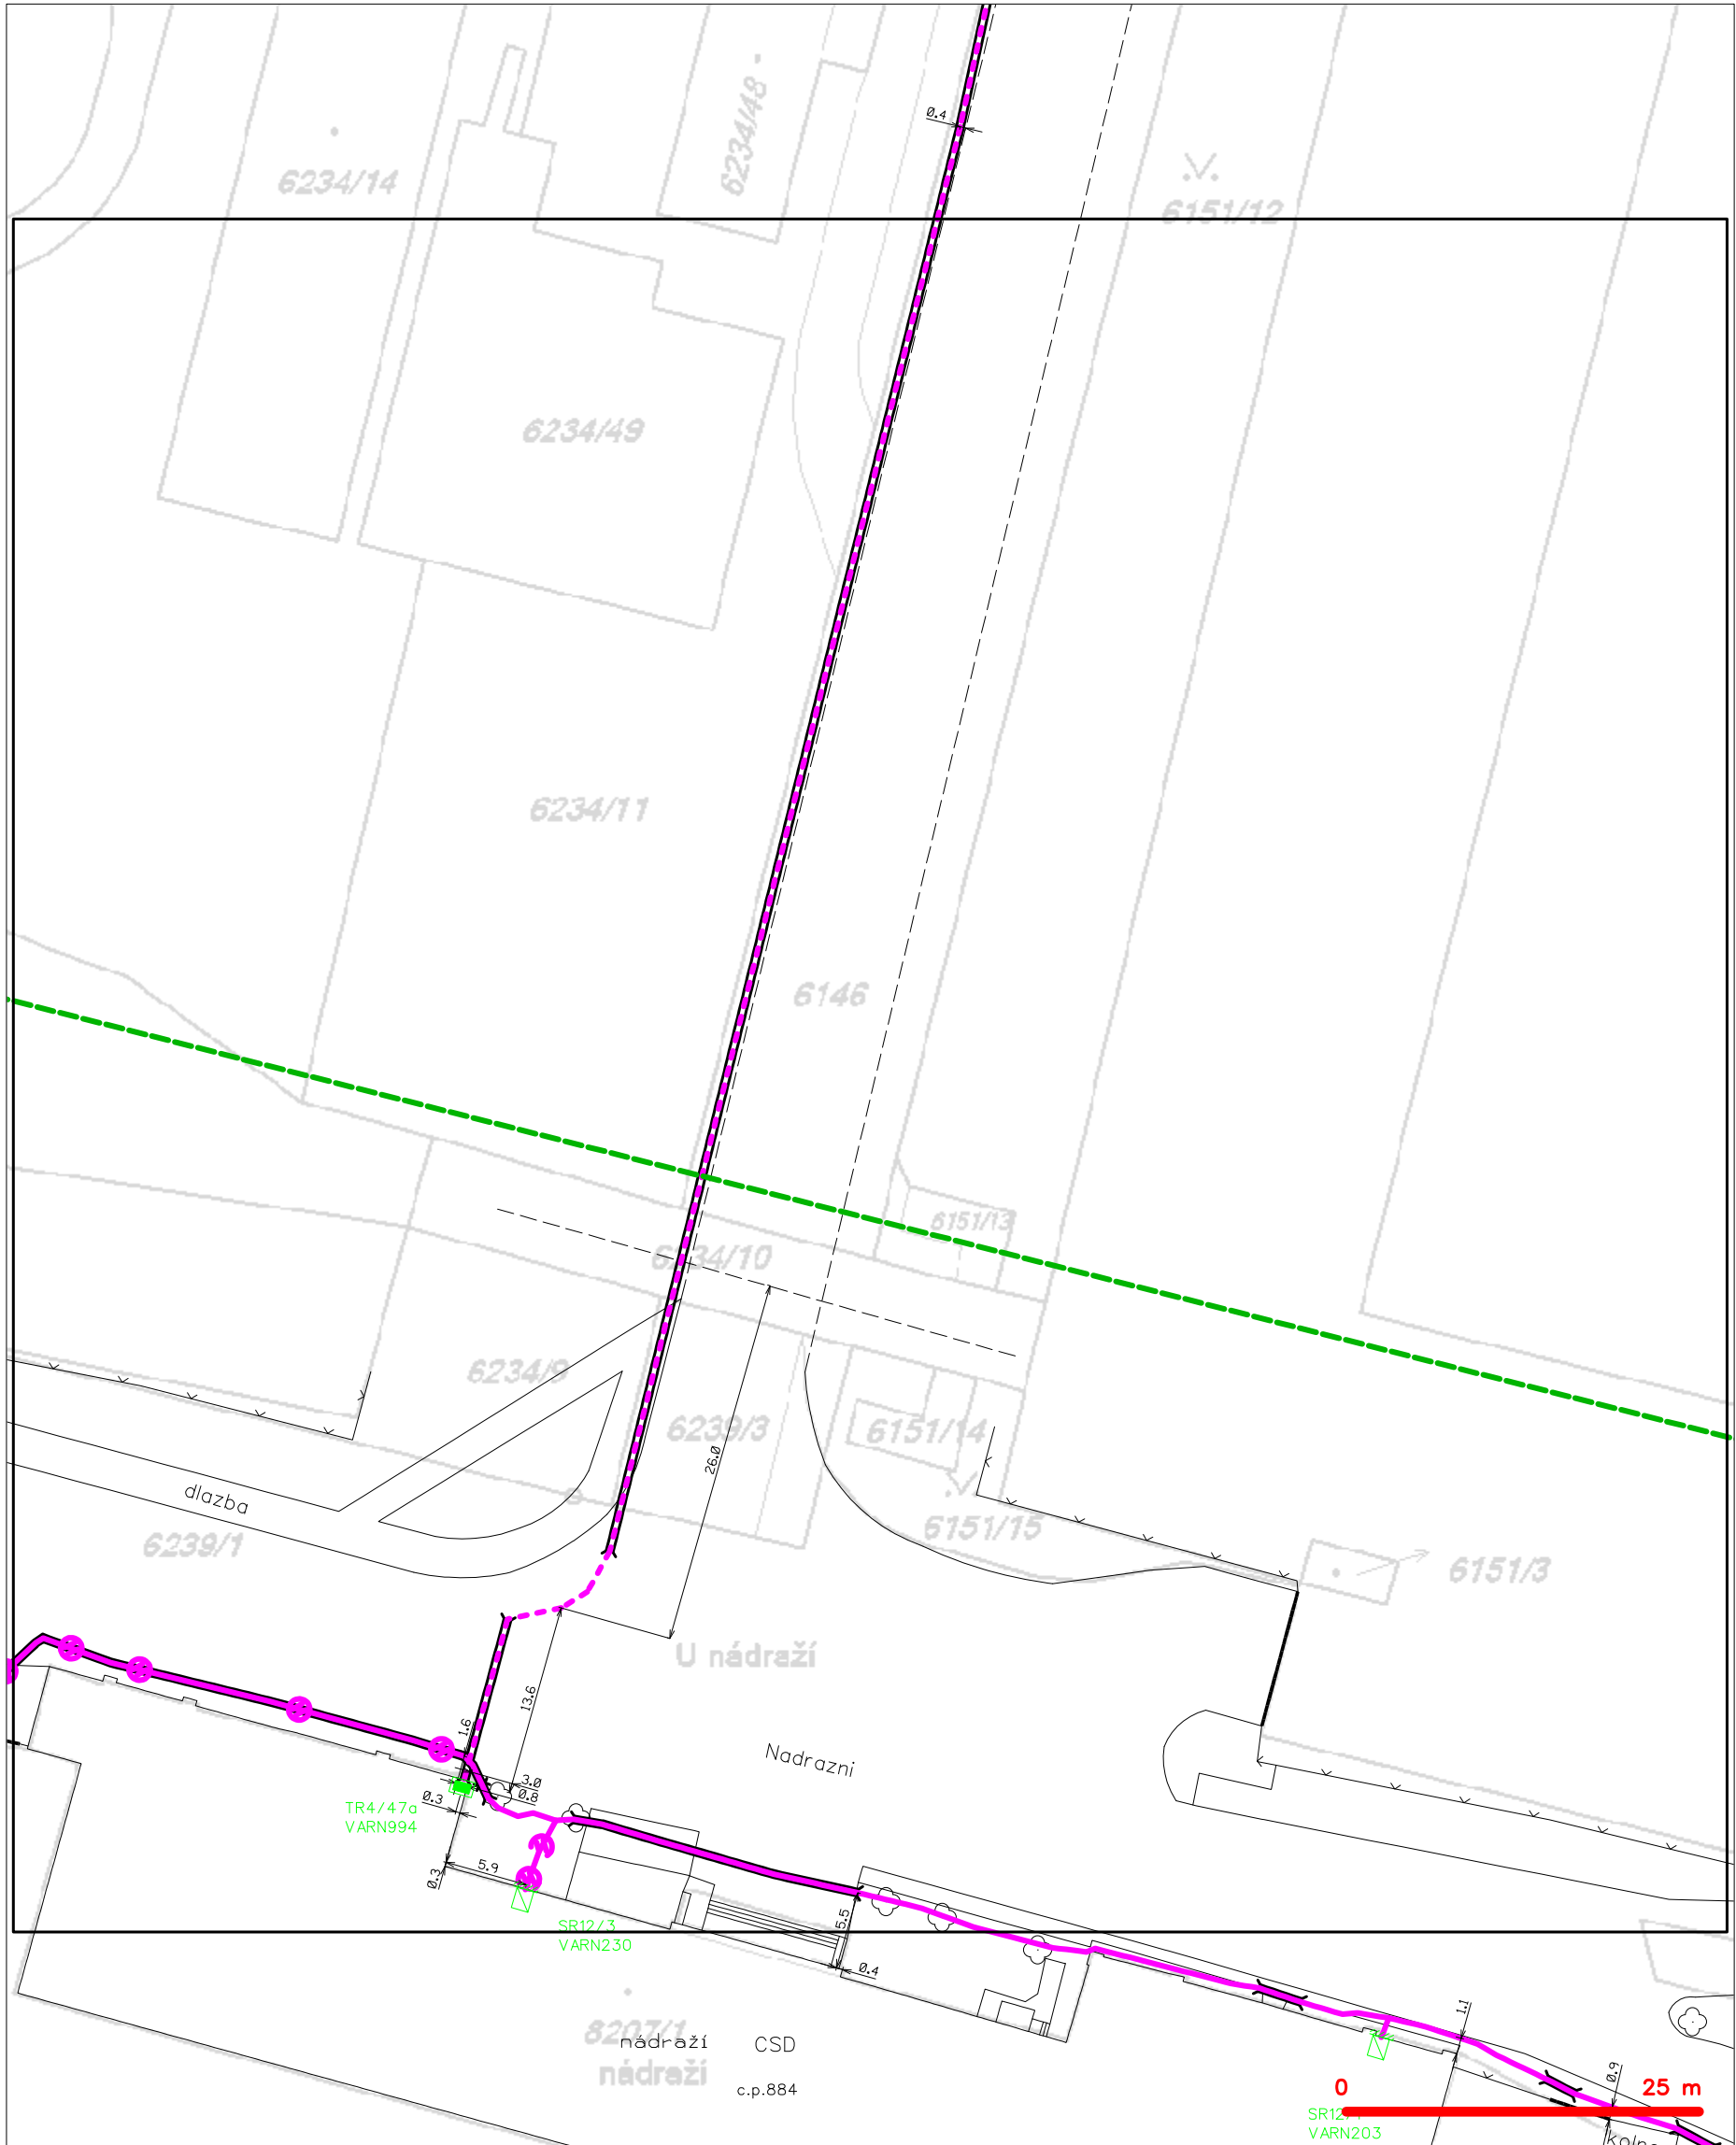 6234/48
0.4
6234/14
6151/12
6234/49
6234/11
6146
6151/13
6234/10
6234/9
6239/3
6151/14
26.0
dlazba
6151/15
6239/1
6151/3
U nádraží
13.6
1.6
Nadrazni
3.0
0.8
0.3
TR4/47a
VARN994
5.9
0.3
5.5
SR12/3
VARN230
0.4
1.1
8207/1
nádraží CSD
nádraží
c.p.884
0.9
0 25 m
VARN203